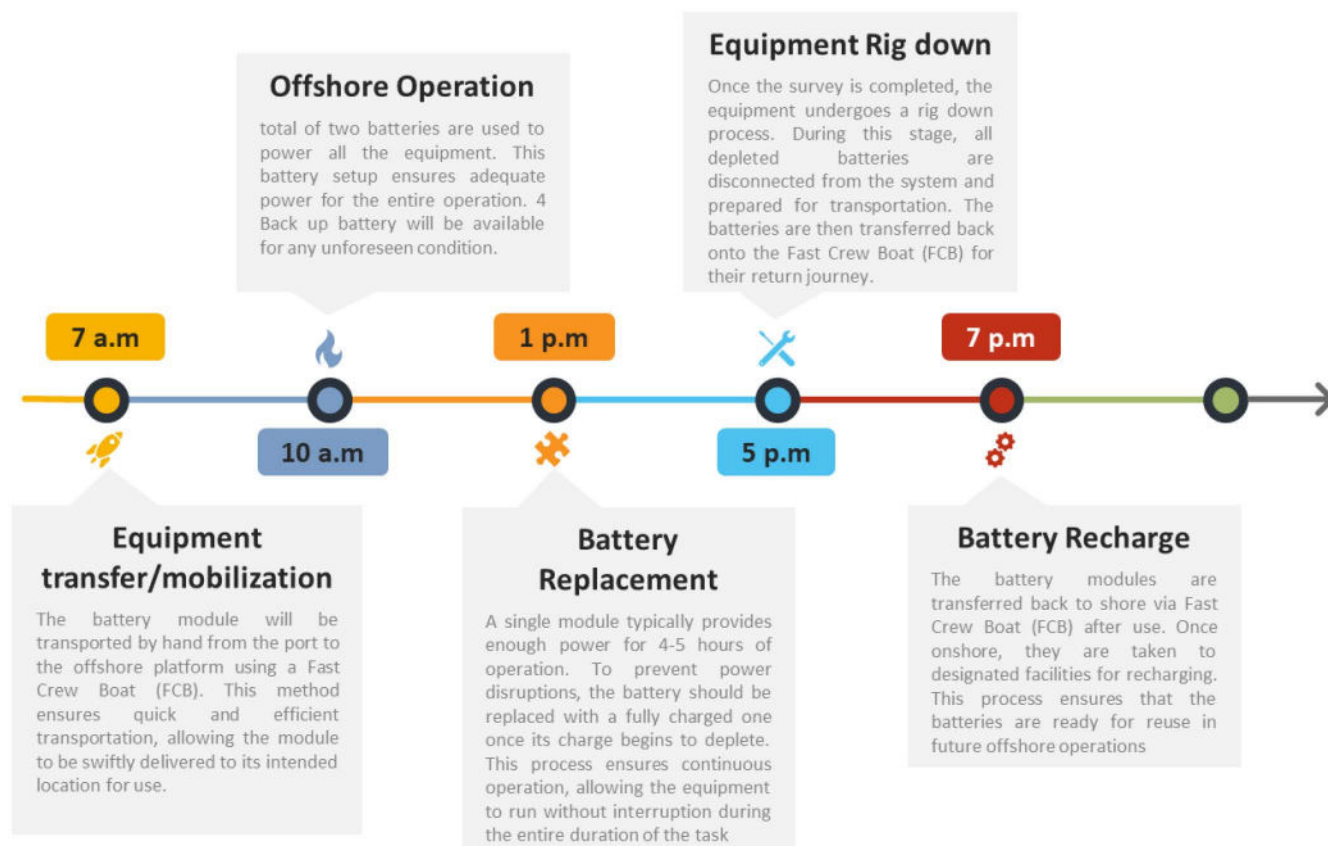 Offshore Operation
total of two batteries are used to
power all the equipment. This
battery setup ensures adequate
power for the entire operation. 4
Back up battery will be available
for any unforeseen condition.
Equipment Rig down
Once the survey is completed, the
equipment undergoes a rig down
process. During this stage, all
depleted batteries are
disconnected from the system and
prepared for transportation. The
batteries are then transferred back
onto the Fast Crew Boat (FCB) for
their return journey.
7 a.m
1 p.m
7 p.m
10 a.m
5 p.m
Equipment
transfer/mobilization
The battery module will be
transported by hand from the port to
the offshore platform using a Fast
Crew Boat (FCB). This method
ensures quick and efficient
transportation, allowing the module
to be swiftly delivered to its intended
location for use.
Battery
Replacement
A single module typically provides
enough power for 4-5 hours of
operation. To prevent power
disruptions, the battery should be
replaced with a fully charged one
once its charge begins to deplete.
This process ensures continuous
operation, allowing the equipment
to run without interruption during
the entire duration of the task
Battery Recharge
The battery modules are
transferred back to shore via Fast
Crew Boat (FCB) after use. Once
onshore, they are taken to
designated facilities for recharging.
This process ensures that the
batteries are ready for reuse in
future offshore operations